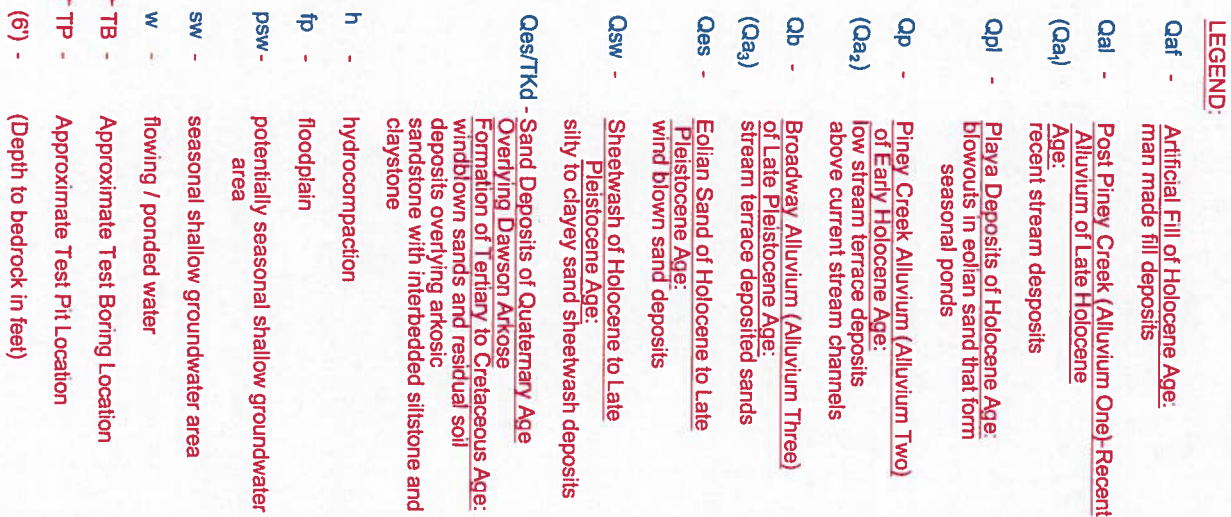 LEGEND:
Qaf - Artificial Fill of Holocene Age:
man made fill deposits
Qal - Post Piney Creek (Alluvium One)-Recent
(Qa1) Alluvium of Late Holocene
Age:
recent stream desposits
Qpl - Playa Deposits of Holocene Age:
blowouts in eolian sand that form
seasonal ponds
Qp - Piney Creek Alluvium (Alluvium Two)
(Qa2) of Early Holocene Age:
low stream terrace deposits
above current stream channels
Qb - Broadway Alluvium (Alluvium Three)
(Qa3) of Late Pleistocene Age:
stream terrace deposited sands
Qes - Eolian Sand of Holocene to Late
Pleistocene Age:
wind blown sand deposits
Qsw - Sheetwash of Holocene to Late
Pleistocene Age:
silty to clayey sand sheetwash deposits
Qes/TKd - Sand Deposits of Quaternary Age
Overlying Dawson Arkose
Formation of Tertiary to Cretaceous Age:
windblown sands and residual soil
deposits overlying arkosic
sandstone with interbedded siltstone and
claystone
h - hydrocompaction
fp - floodplain
psw - potentially seasonal shallow groundwater
area
sw - seasonal shallow groundwater area
w - flowing / ponded water
TB - Approximate Test Boring Location
TP - Approximate Test Pit Location
(6') - (Depth to bedrock in feet)